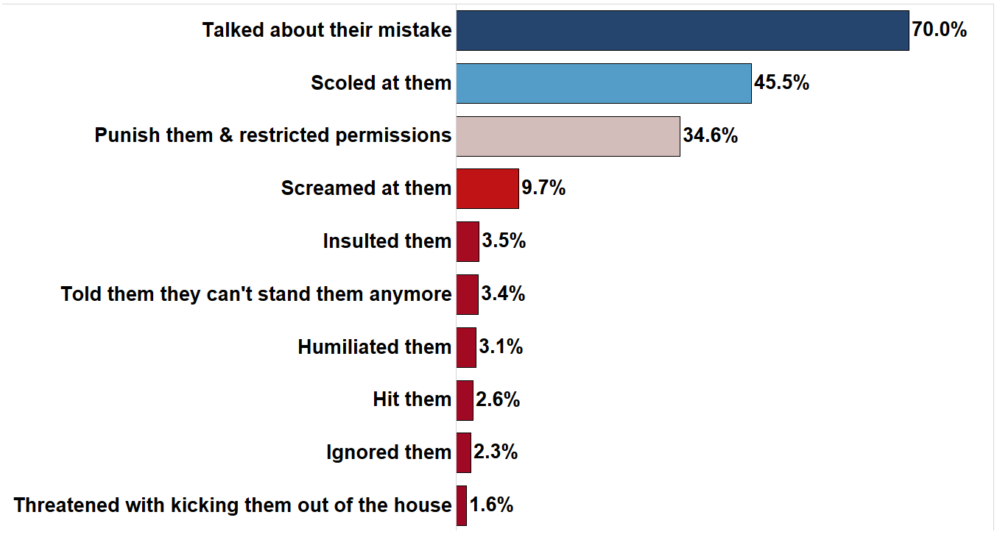 Talked about their mistake 70.0%
Scoled at them 45.5%
Punish them & restricted permissions 34.6%
Screamed at them 9.7%
Insulted them 3.5%
Told them they can't stand them anymore 3.4%
Humiliated them 3.1%
Hit them 2.6%
Ignored them 2.3%
Threatened with kicking them out of the house 1.6%